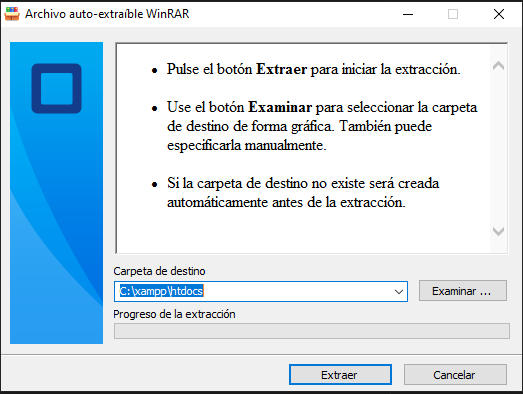 Archivo auto-extraíble WinRAR
• Pulse el botón Extraer para iniciar la extracción.
• Use el botón Examinar para seleccionar la carpeta
de destino de forma gráfica. También puede
especificarla manualmente.
• Si la carpeta de destino no existe será creada
automáticamente antes de la extracción.
Carpeta de destino
C:\xampp\htdocs
Examinar ...
Progreso de la extracción
Extraer
Cancelar